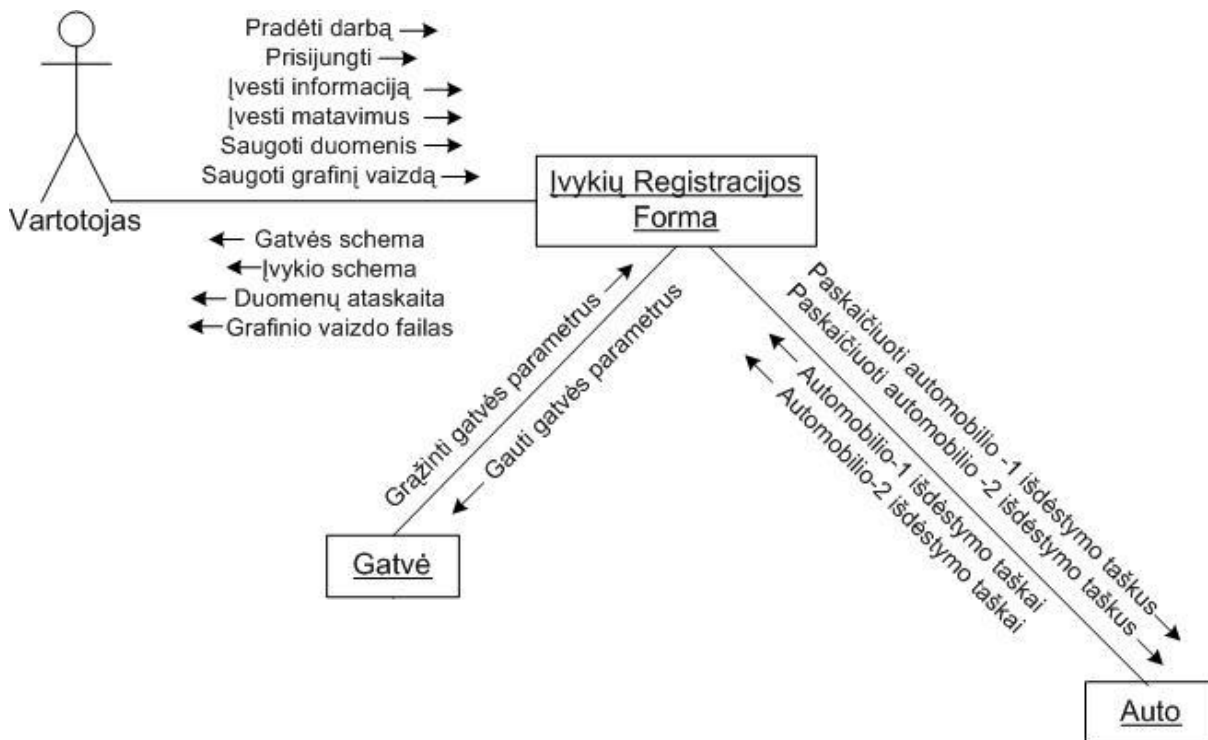 Pradėti darbą
Prisijungti
Įvesti informaciją
Įvesti matavimus
Saugoti duomenis
Saugoti grafinį vaizdą
Vartotojas
Įvykių Registracijos
Forma
Gatvės schema
Įvykio schema
Duomenų ataskaita
Grafinio vaizdo failas
Grąžinti gatvės parametrus
Gauti gatvės parametrus
Paskaičiuoti automobilio -1 išdėstymo taškus
Paskaičiuoti automobilio -2 išdėstymo taškus
Automobilio-1 išdėstymo taškai
Automobilio-2 išdėstymo taškai
Gatvė
Auto